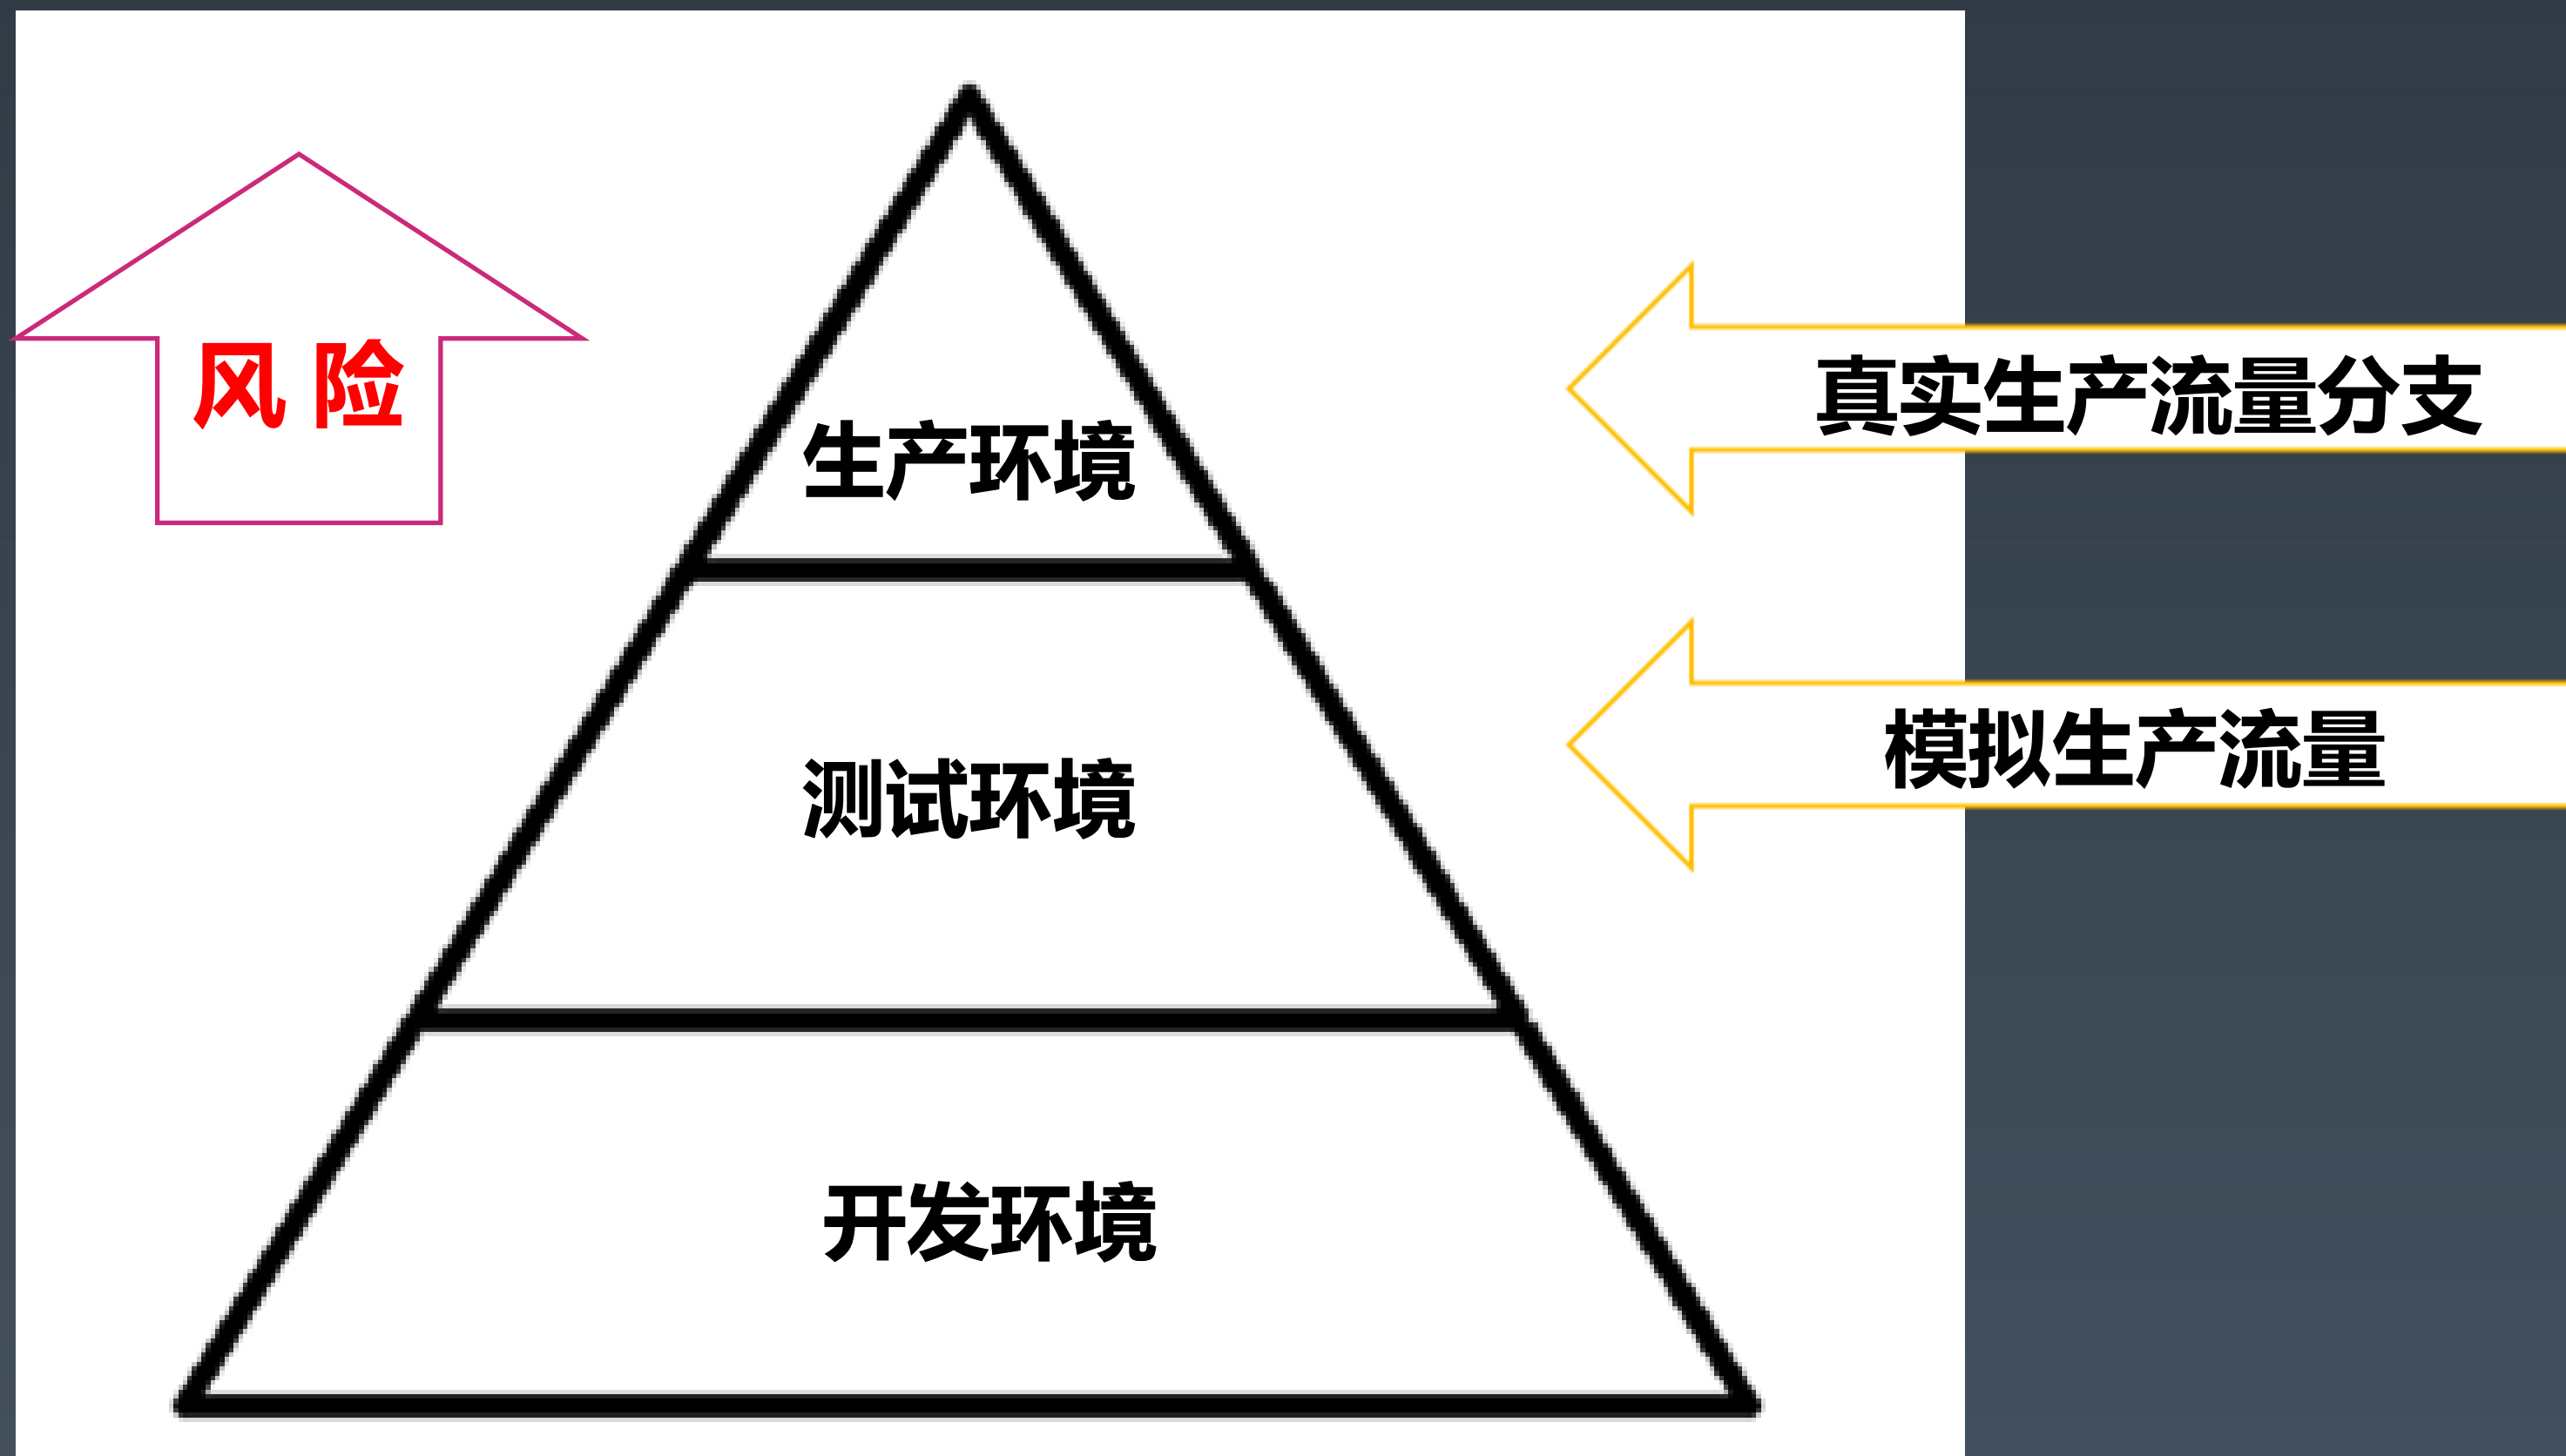 风 险
真实生产流量分支
生产环境
模拟生产流量
测试环境
开发环境